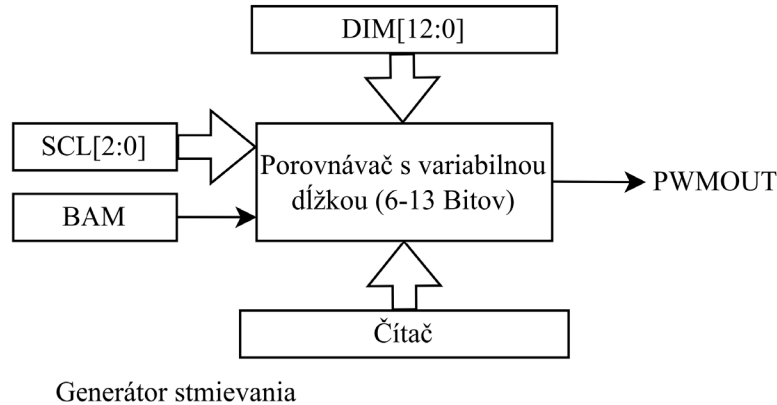 DIM[12:0]
SCL[2:0]
BAM
Porovnávač s variabilnou
dĺžkou (6-13 Bitov)
PWMOUT
Čítač
Generátor stmievania